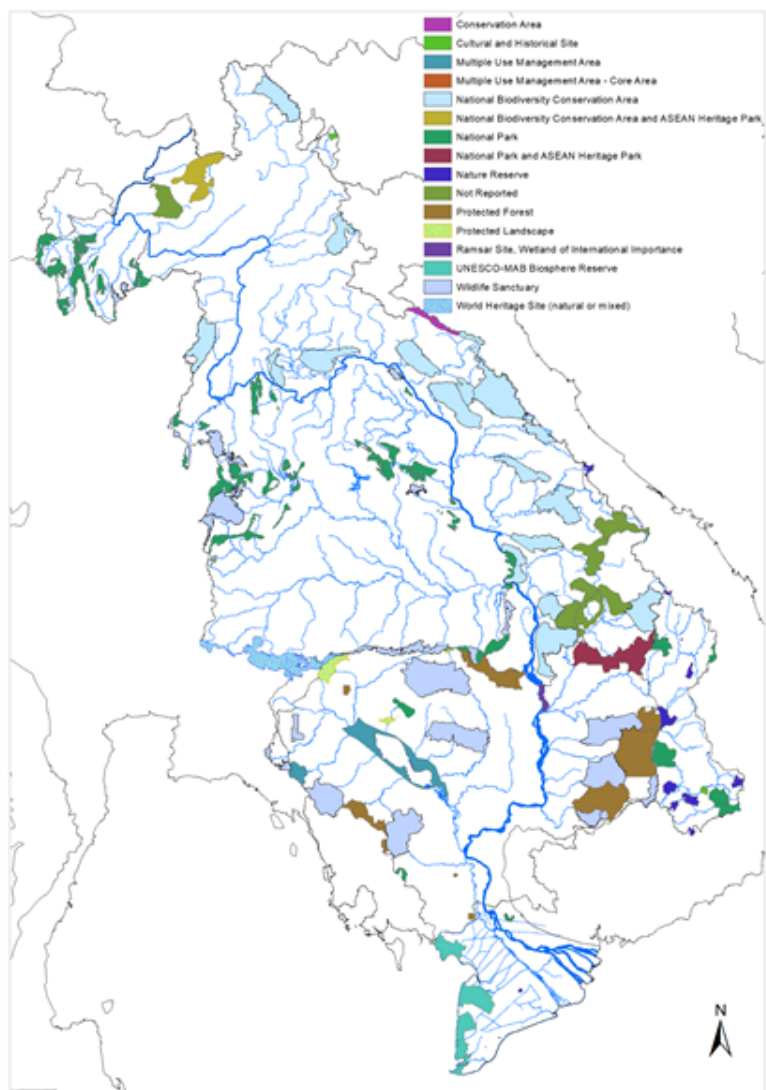 Conservation Area
Cultural and Historical Site
Multiple Use Management Area
Multiple Use Management Area - Core Area
National Biodiversity Conservation Area
National Biodiversity Conservation Area and ASEAN Heritage Park
National Park
National Park and ASEAN Heritage Park
Nature Reserve
Not Reported
Protected Forest
Protected Landscape
Ramsar Site, Wetland of International Importance
UNESCO-MAB Biosphere Reserve
Wildlife Sanctuary
World Heritage Site (natural or mixed)
N